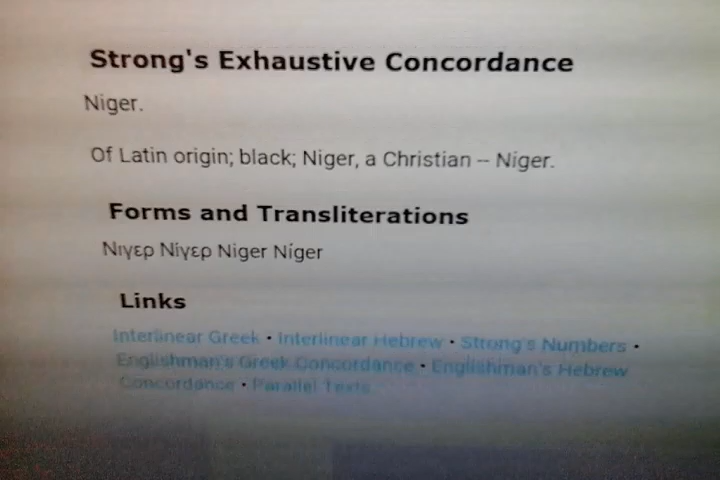 Strong's Exhaustive Concordance
Niger.
Of Latin origin; black; Niger, a Christian -- Niger.
Forms and Transliterations
Νιγερ Νίγερ Niger Níger
Links
Interlinear Greek • Interlinear Hebrew • Strong's Numbers •
Englishman's Greek Concordance • Englishman's Hebrew
Concordance • Parallel Texts